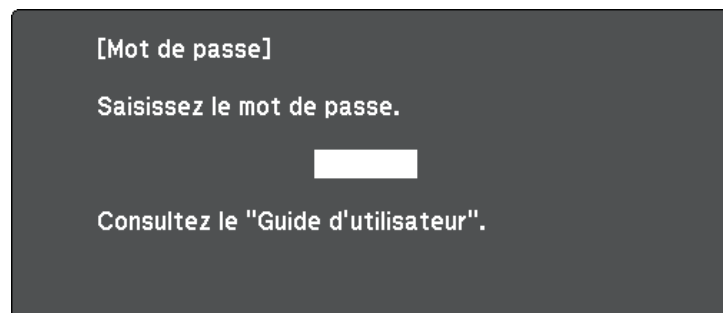 [Mot de passe]
Saisissez le mot de passe.
Consultez le "Guide d'utilisateur".